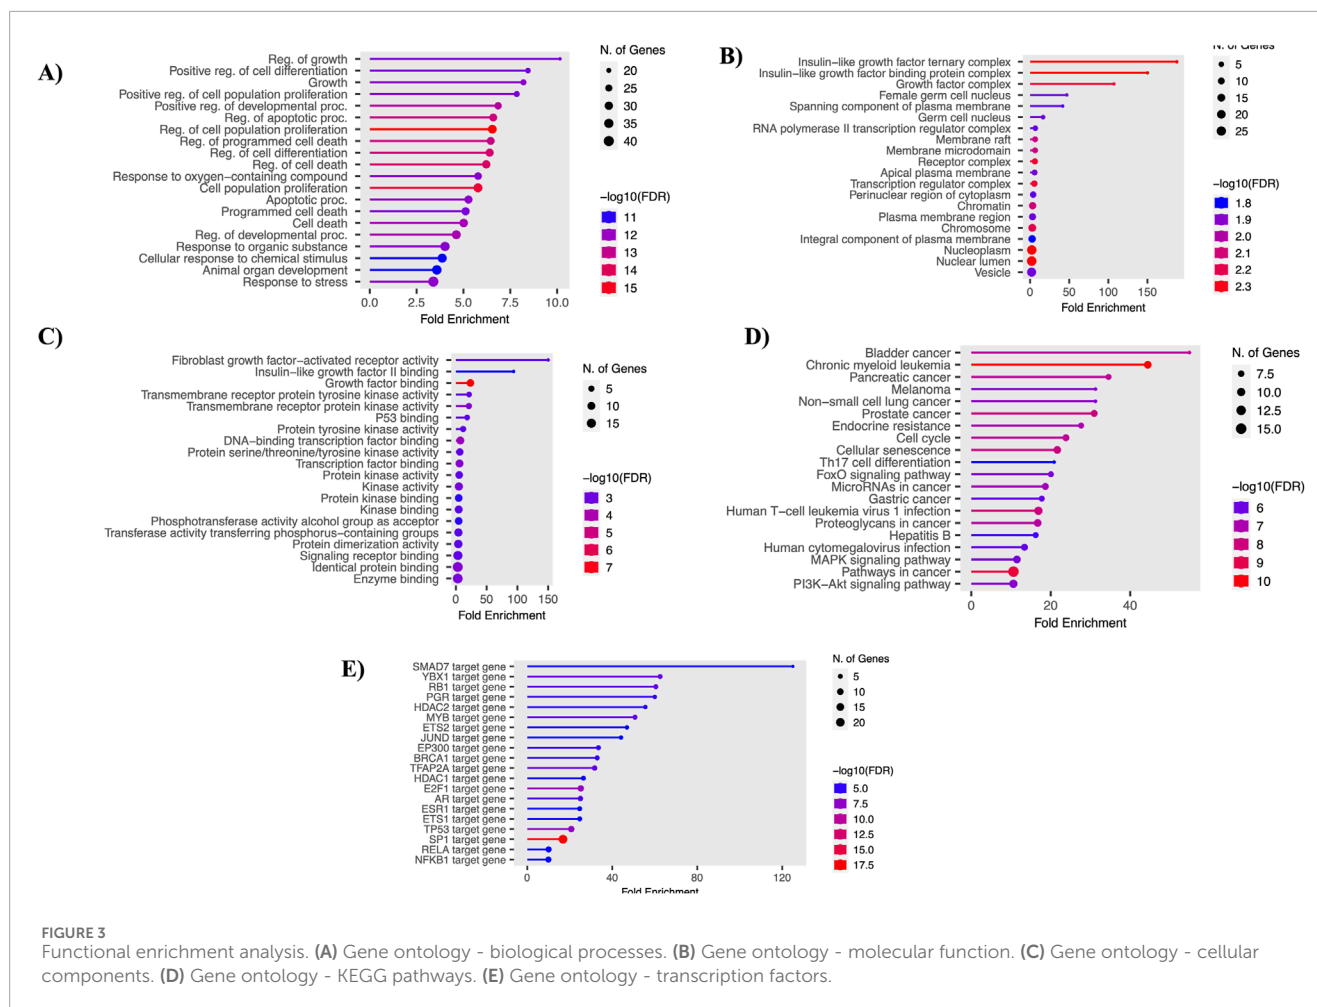 A)
Reg. of growth
Positive reg. of cell differentiation
Growth
Positive reg. of cell population proliferation
Positive reg. of developmental proc.
Reg. of apoptotic proc.
Reg. of cell population proliferation
Reg. of programmed cell death
Reg. of cell differentiation
Reg. of cell death
Response to oxygen-containing compound
Cell population proliferation
Apoptotic proc.
Programmed cell death
Cell death
Reg. of developmental proc.
Response to organic substance
Cellular response to chemical stimulus
Animal organ development
Response to stress
0.0 2.5 5.0 7.5 10.0
Fold Enrichment
N. of Genes
20
25
30
35
40
-log10(FDR)
11
12
13
14
15
B)
Insulin-like growth factor ternary complex
Insulin-like growth factor binding protein complex
Growth factor complex
Female germ cell nucleus
Spanning component of plasma membrane
Germ cell nucleus
RNA polymerase II transcription regulator complex
Membrane raft
Membrane microdomain
Receptor complex
Apical plasma membrane
Transcription regulator complex
Perinuclear region of cytoplasm
Chromatin
Plasma membrane region
Chromosome
Integral component of plasma membrane
Nucleoplasm
Nuclear lumen
Vesicle
0 50 100 150
Fold Enrichment
N. of Genes
5
10
15
20
25
-log10(FDR)
1.8
1.9
2.0
2.1
2.2
2.3
C)
Fibroblast growth factor-activated receptor activity
Insulin-like growth factor II binding
Growth factor binding
Transmembrane receptor protein tyrosine kinase activity
Transmembrane receptor protein kinase activity
P53 binding
Protein tyrosine kinase activity
DNA-binding transcription factor binding
Protein serine/threonine/tyrosine kinase activity
Transcription factor binding
Protein kinase activity
Kinase activity
Protein kinase binding
Kinase binding
Phosphotransferase activity alcohol group as acceptor
Transferase activity transferring phosphorus-containing groups
Protein dimerization activity
Signaling receptor binding
Identical protein binding
Enzyme binding
0 50 100 150
Fold Enrichment
N. of Genes
5
10
15
-log10(FDR)
3
4
5
6
7
D)
Bladder cancer
Chronic myeloid leukemia
Pancreatic cancer
Melanoma
Non-small cell lung cancer
Prostate cancer
Endocrine resistance
Cell cycle
Cellular senescence
Th17 cell differentiation
FoxO signaling pathway
MicroRNAs in cancer
Gastric cancer
Human T-cell leukemia virus 1 infection
Proteoglycans in cancer
Hepatitis B
Human cytomegalovirus infection
MAPK signaling pathway
Pathways in cancer
PI3K-Akt signaling pathway
0 20 40
Fold Enrichment
N. of Genes
7.5
10.0
12.5
15.0
-log10(FDR)
6
7
8
9
10
E)
SMAD7 target gene
YBX1 target gene
RB1 target gene
PGR target gene
HDAC2 target gene
MYB target gene
ETS2 target gene
JUND target gene
EP300 target gene
BRCA1 target gene
TFAP2A target gene
HDAC1 target gene
E2F1 target gene
AR target gene
ESR1 target gene
ETS1 target gene
TP53 target gene
SP1 target gene
RELA target gene
NFKB1 target gene
0 40 80 120
Fold Enrichment
N. of Genes
5
10
15
20
-log10(FDR)
5.0
7.5
10.0
12.5
15.0
17.5
FIGURE 3
Functional enrichment analysis. (A) Gene ontology - biological processes. (B) Gene ontology - molecular function. (C) Gene ontology - cellular
components. (D) Gene ontology - KEGG pathways. (E) Gene ontology - transcription factors.